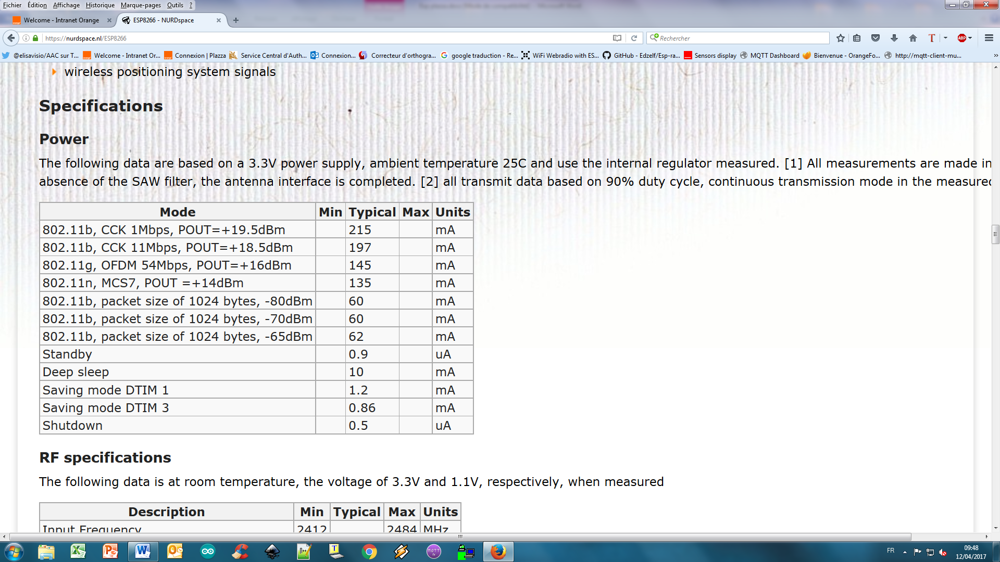 Fichier Édition Affichage Historique Marque-pages Outils ?
Welcome - Intranet Orange
ESP8266 - NURDspace
https://nurdspace.nl/ESP8266
Rechercher
ABP
@elisavisio/AAC sur T... Welcome - Intranet Or... Connexion | Plazza Service Central d'Auth... Connexion... Correcteur d'orthogra... google traduction - Re... WiFi Webradio with ES... GitHub - Edzelf/Esp-ra... Sensors display MQTT Dashboard Bienvenue - OrangeFo... http://mqtt-client-mu...
wireless positioning system signals
Specifications
Power
The following data are based on a 3.3V power supply, ambient temperature 25C and use the internal regulator measured. [1] All measurements are made in
absence of the SAW filter, the antenna interface is completed. [2] all transmit data based on 90% duty cycle, continuous transmission mode in the measured
Mode Min Typical Max Units
802.11b, CCK 1Mbps, POUT=+19.5dBm 215 mA
802.11b, CCK 11Mbps, POUT=+18.5dBm 197 mA
802.11g, OFDM 54Mbps, POUT=+16dBm 145 mA
802.11n, MCS7, POUT =+14dBm 135 mA
802.11b, packet size of 1024 bytes, -80dBm 60 mA
802.11b, packet size of 1024 bytes, -70dBm 60 mA
802.11b, packet size of 1024 bytes, -65dBm 62 mA
Standby 0.9 uA
Deep sleep 10 mA
Saving mode DTIM 1 1.2 mA
Saving mode DTIM 3 0.86 mA
Shutdown 0.5 uA
RF specifications
The following data is at room temperature, the voltage of 3.3V and 1.1V, respectively, when measured
Description Min Typical Max Units
Input Frequency 2412 2484 MHz
FR
09:48
12/04/2017